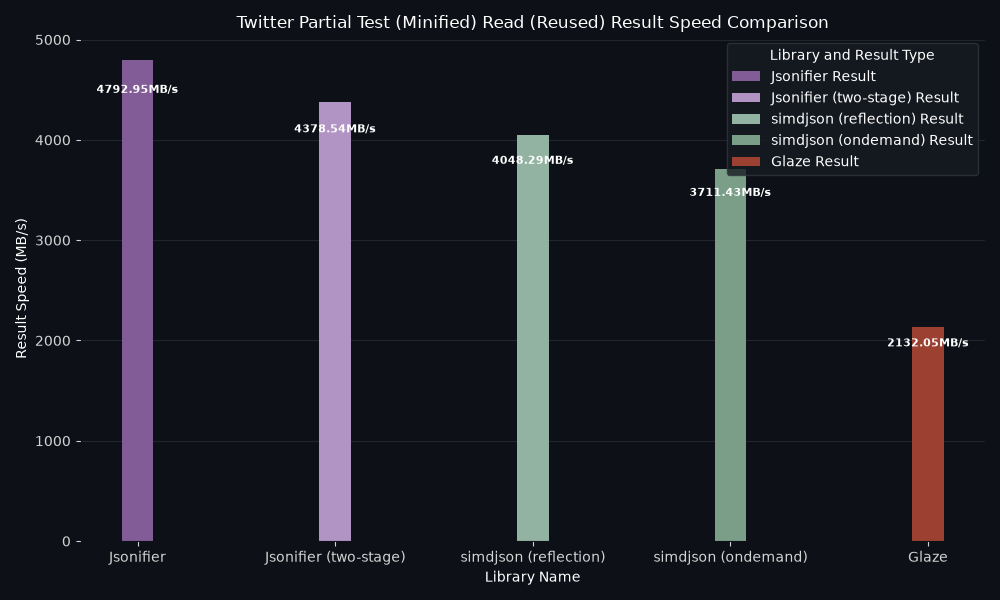 Twitter Partial Test (Minified) Read (Reused) Result Speed Comparison
Result Speed (MB/s)
5000
4000
3000
2000
1000
0
4792.95MB/s
4378.54MB/s
4048.29MB/s
3711.43MB/s
2132.05MB/s
Library and Result Type
Jsonifier Result
Jsonifier (two-stage) Result
simdjson (reflection) Result
simdjson (ondemand) Result
Glaze Result
Jsonifier
Jsonifier (two-stage)
simdjson (reflection)
simdjson (ondemand)
Glaze
Library Name